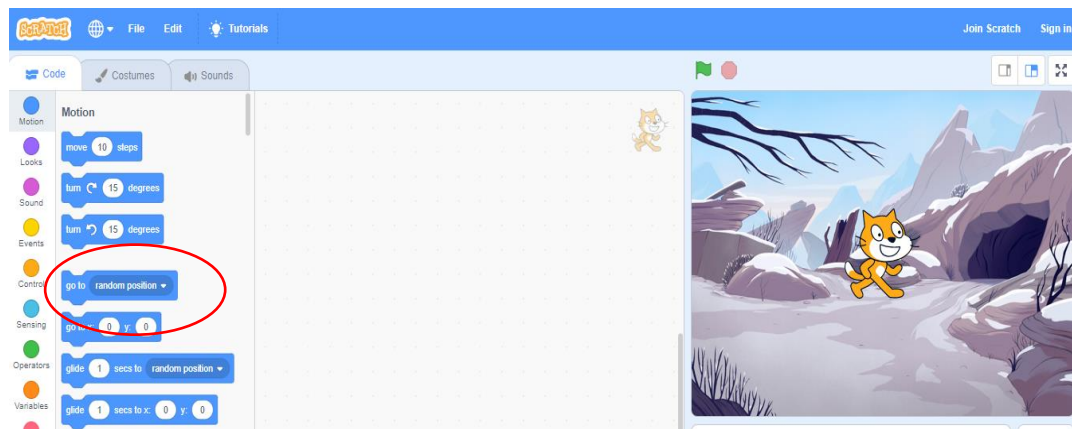 SCRATCH File Edit Tutorials Join Scratch Sign in
Code Costumes Sounds
Motion
Looks
Sound
Events
Control
Sensing
Operators
Variables
Motion
move 10 steps
turn 15 degrees
turn 15 degrees
go to random position
go to x: 0 y: 0
glide 1 secs to random position
glide 1 secs to x: 0 y: 0